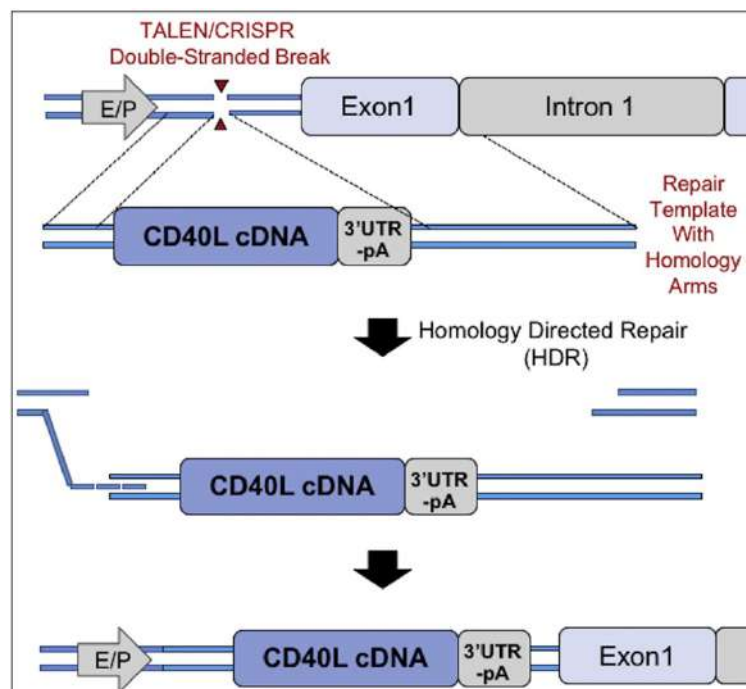 TALEN/CRISPR
Double-Stranded Break
E/P
Exon1
Intron 1
CD40L cDNA
3’UTR
-pA
Repair
Template
With
Homology
Arms
Homology Directed Repair
(HDR)
CD40L cDNA
3’UTR
-pA
E/P
CD40L cDNA
3’UTR
-pA
Exon1